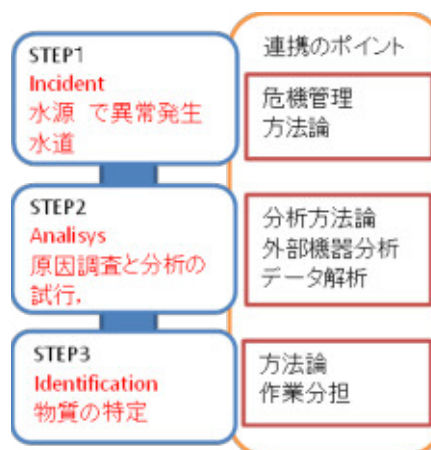 STEP1
Incident
水源 で異常発生
水道
連携のポイント
危機管理
方法論
STEP2
Analisys
原因調査と分析の
試行,
分析方法論
外部機器分析
データ解析
STEP3
Identification
物質の特定
方法論
作業分担